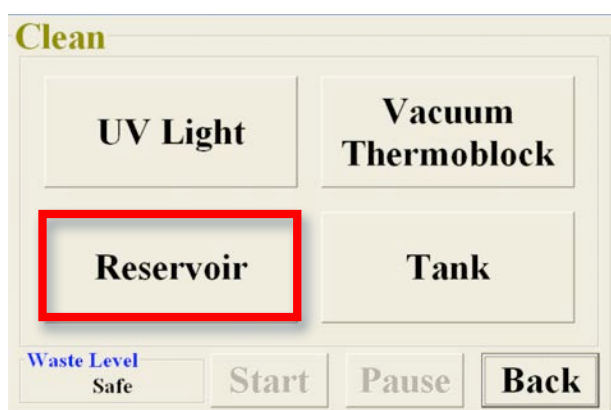 Clean
UV Light
Vacuum
Thermoblock
Reservoir
Tank
Waste Level
Safe
Start
Pause
Back